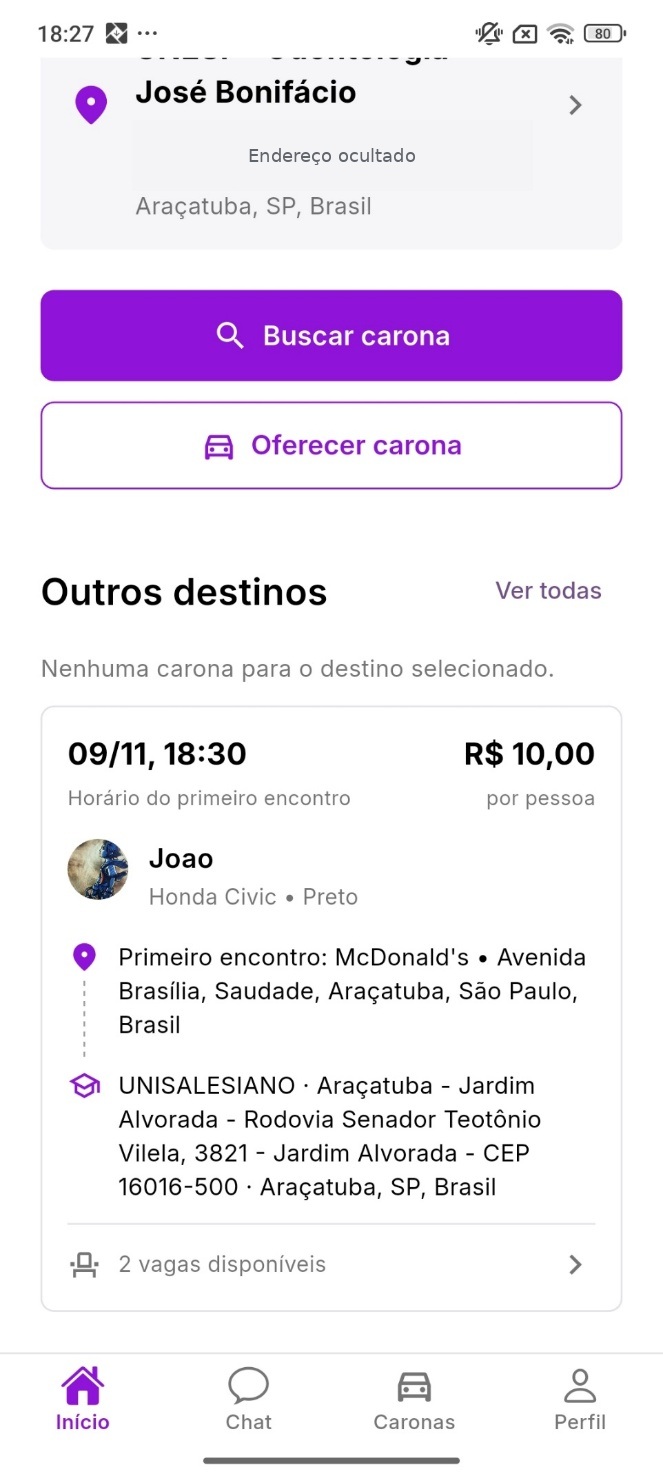 18:27
80
José Bonifácio
Endereço ocultado
Araçatuba, SP, Brasil
Buscar carona
Oferecer carona
Outros destinos
Ver todas
Nenhuma carona para o destino selecionado.
09/11, 18:30
R$ 10,00
Horário do primeiro encontro
por pessoa
Joao
Honda Civic • Preto
Primeiro encontro: McDonald's • Avenida
Brasília, Saudade, Araçatuba, São Paulo,
Brasil
UNISALESIANO · Araçatuba - Jardim
Alvorada - Rodovia Senador Teotônio
Vilela, 3821 - Jardim Alvorada - CEP
16016-500 · Araçatuba, SP, Brasil
2 vagas disponíveis
Início
Chat
Caronas
Perfil